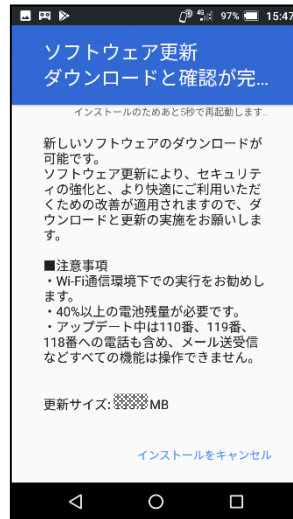 4G 97% 15:47
ソフトウェア更新
ダウンロードと確認が完...
インストールのためあと5秒で再起動します...
新しいソフトウェアのダウンロードが
可能です。
ソフトウェア更新により、セキュリテ
ィの強化と、より快適にご利用いただ
くための改善が適用されますので、ダ
ウンロードと更新の実施をお願いしま
す。
■注意事項
・Wi-Fi通信環境下での実行をお勧めし
ます。
・40%以上の電池残量が必要です。
・アップデート中は110番、119番、
118番への電話も含め、メール送受信
などすべての機能は操作できません。
更新サイズ: MB
インストールをキャンセル